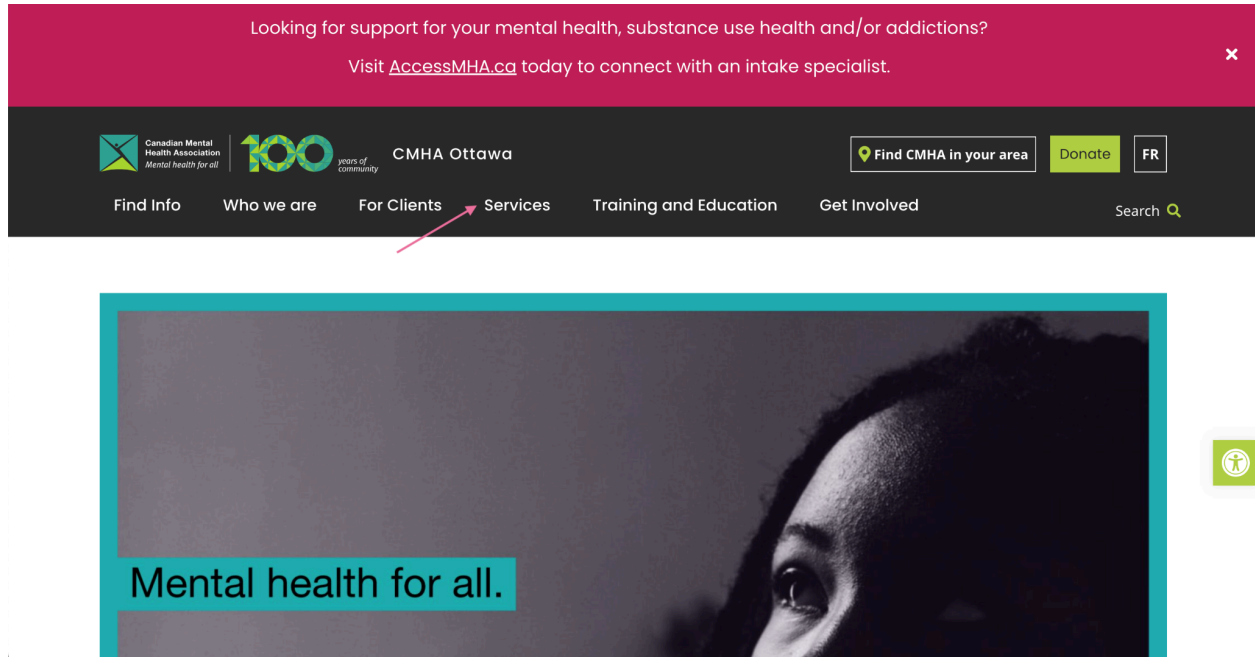 Looking for support for your mental health, substance use health and/or addictions?
Visit AccessMHA.ca today to connect with an intake specialist.
Canadian Mental
Health Association
Mental health for all
100
years of
community
CMHA Ottawa
Find CMHA in your area
Donate
FR
Find Info
Who we are
For Clients
Services
Training and Education
Get Involved
Search
Mental health for all.